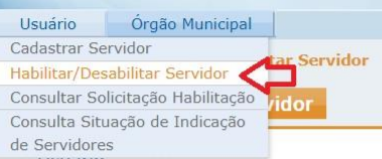 Usuário Órgão Municipal
Cadastrar Servidor
tar Servidor
Habilitar/Desabilitar Servidor
Consultar Solicitação Habilitação
vidor
Consulta Situação de Indicação
de Servidores